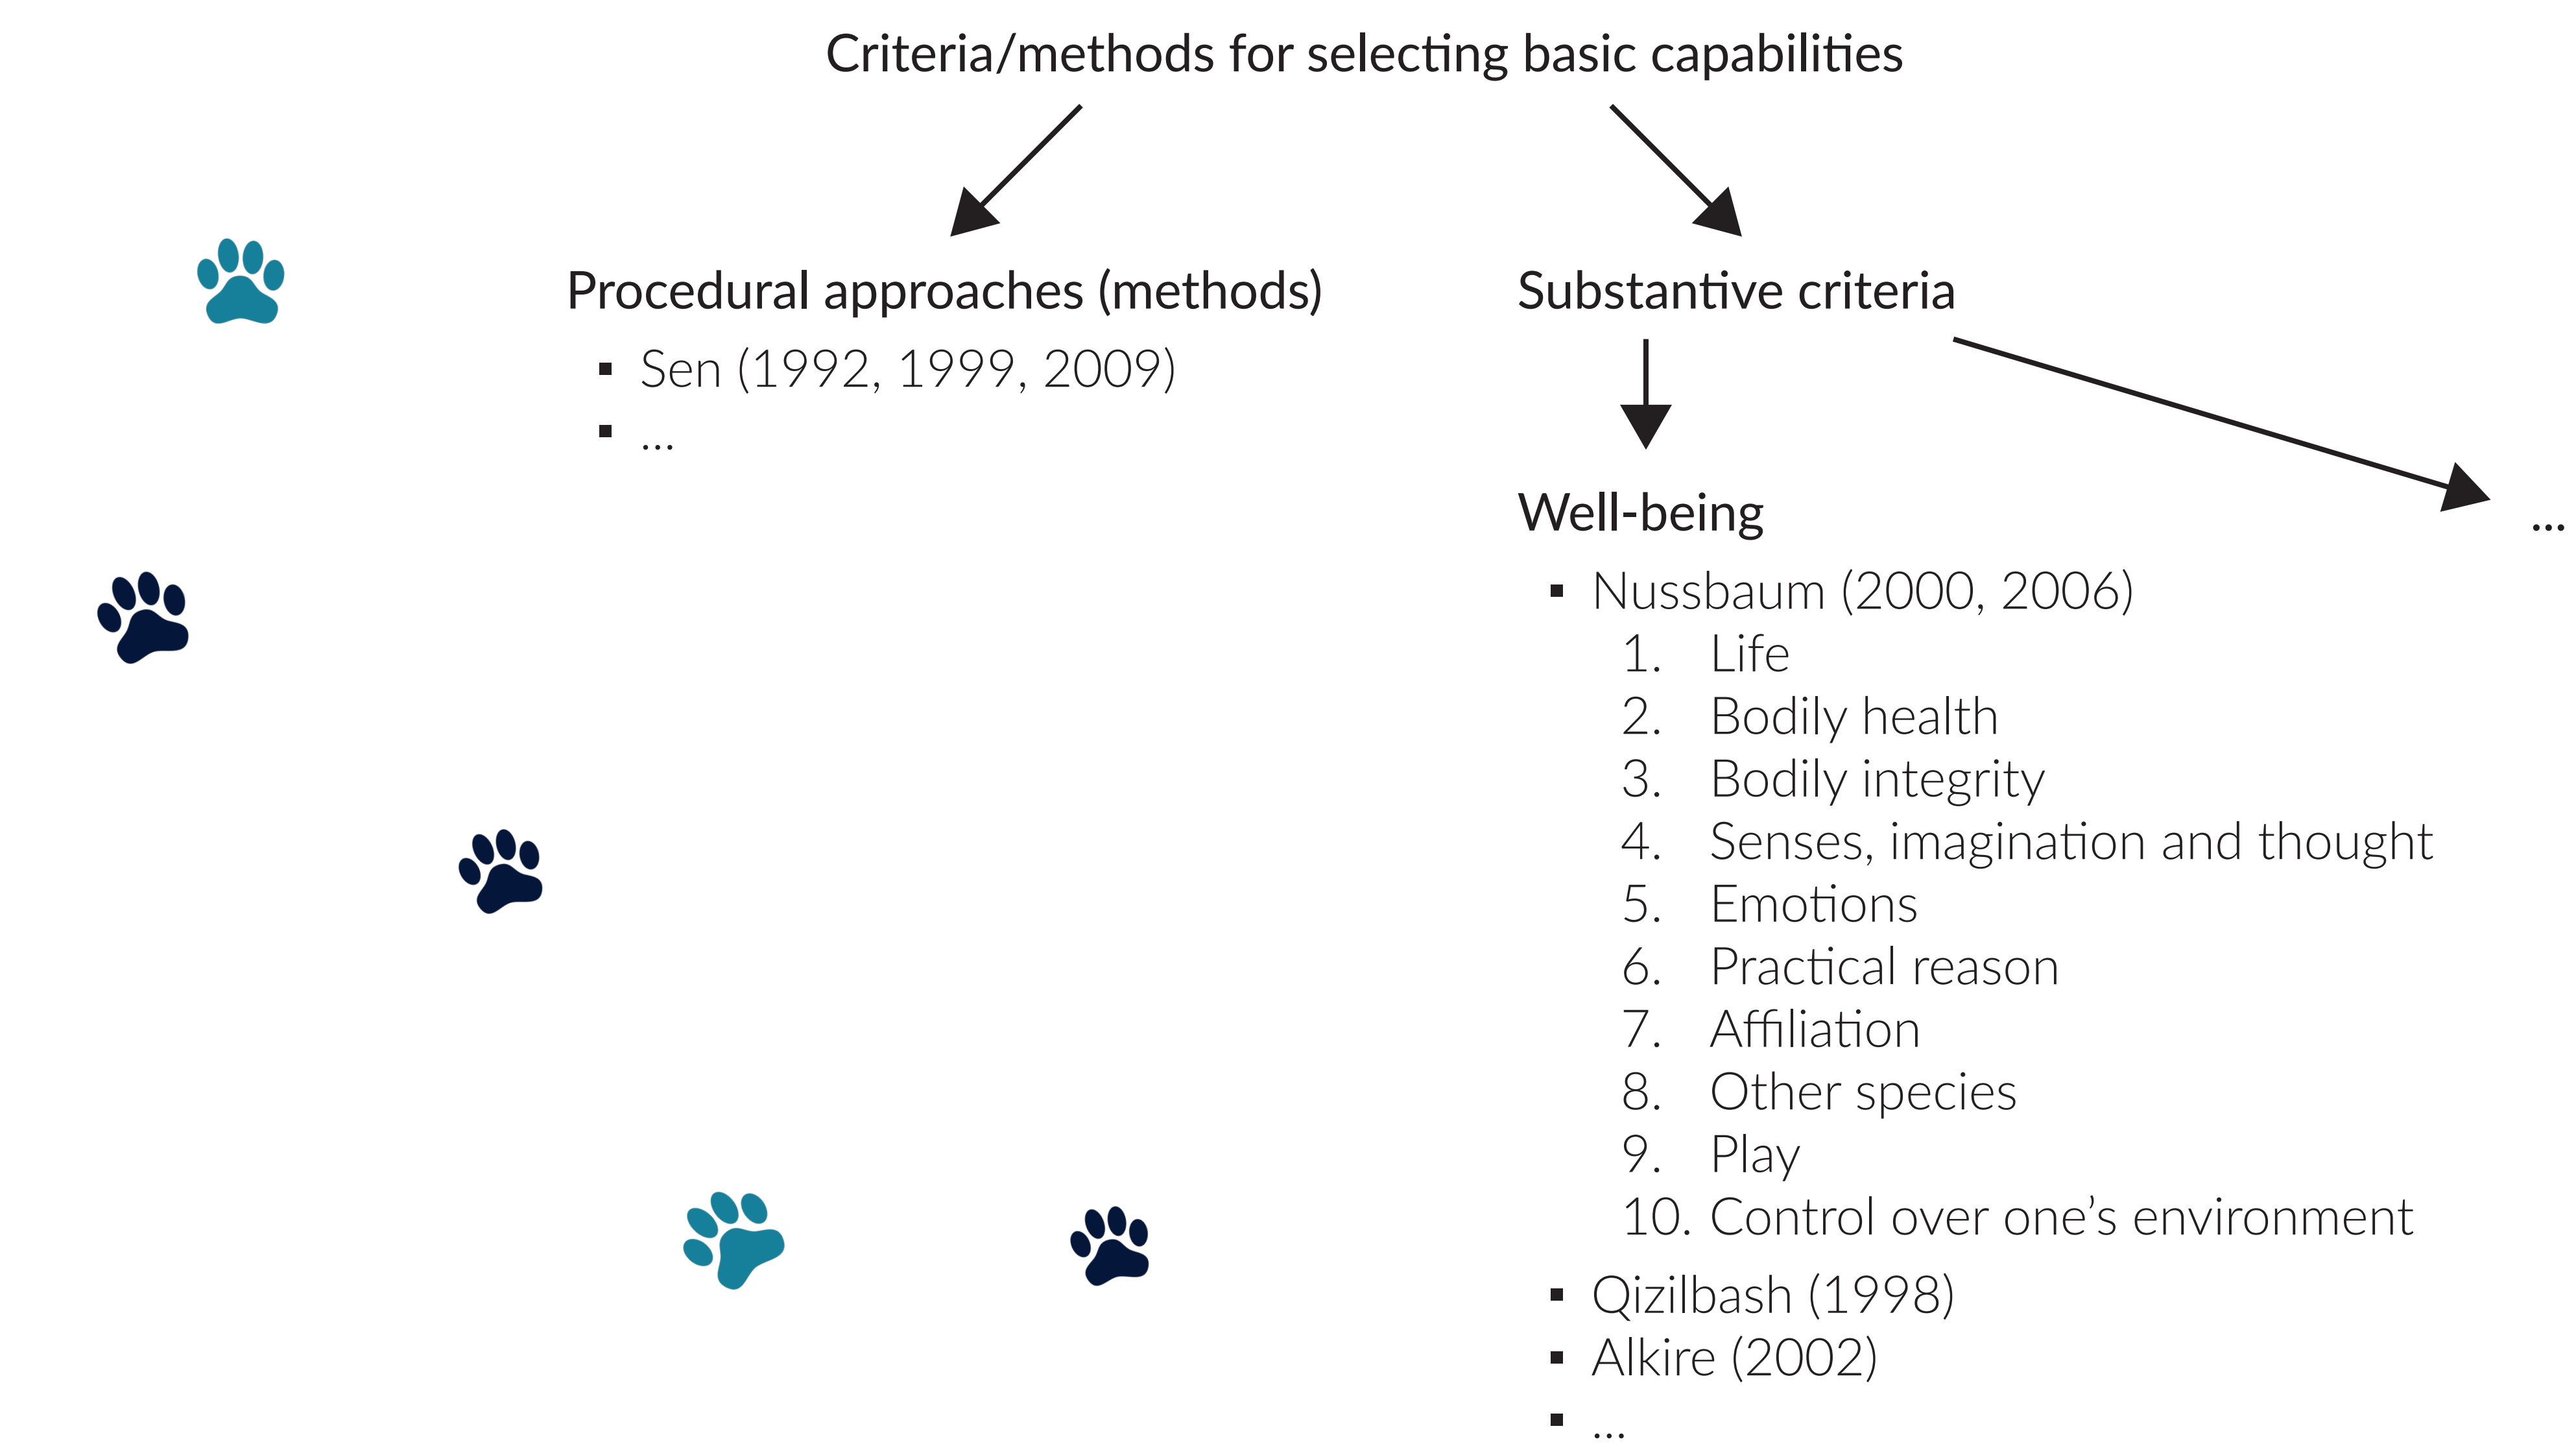 Criteria/methods for selecting basic capabilities
Procedural approaches (methods)
▪ Sen (1992, 1999, 2009)
▪ ...
Substantive criteria
Well-being
...
▪ Nussbaum (2000, 2006)
1. Life
2. Bodily health
3. Bodily integrity
4. Senses, imagination and thought
5. Emotions
6. Practical reason
7. Affiliation
8. Other species
9. Play
10. Control over one’s environment
▪ Qizilbash (1998)
▪ Alkire (2002)
▪ ...